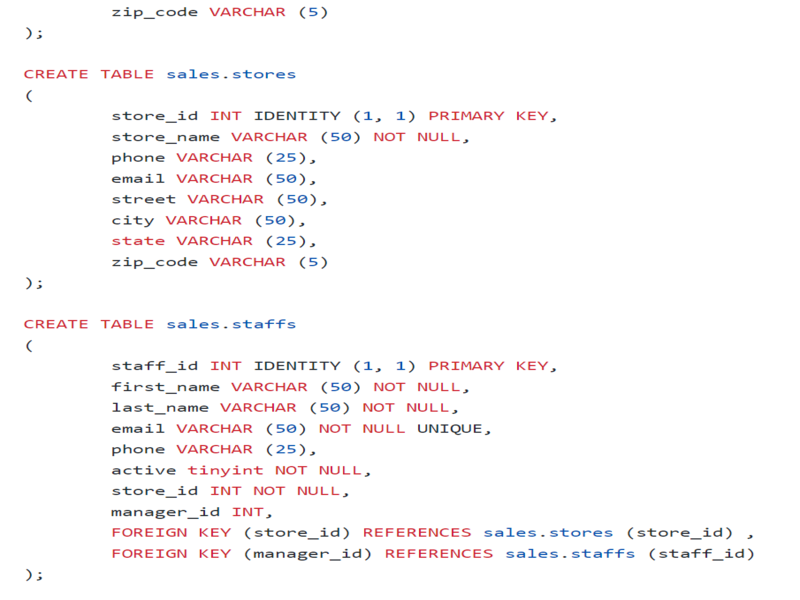 zip_code VARCHAR (5)
);
CREATE TABLE sales.stores
(
store_id INT IDENTITY (1, 1) PRIMARY KEY,
store_name VARCHAR (50) NOT NULL,
phone VARCHAR (25),
email VARCHAR (50),
street VARCHAR (50),
city VARCHAR (50),
state VARCHAR (25),
zip_code VARCHAR (5)
);
CREATE TABLE sales.staffs
(
staff_id INT IDENTITY (1, 1) PRIMARY KEY,
first_name VARCHAR (50) NOT NULL,
last_name VARCHAR (50) NOT NULL,
email VARCHAR (50) NOT NULL UNIQUE,
phone VARCHAR (25),
active tinyint NOT NULL,
store_id INT NOT NULL,
manager_id INT,
FOREIGN KEY (store_id) REFERENCES sales.stores (store_id) ,
FOREIGN KEY (manager_id) REFERENCES sales.staffs (staff_id)
);